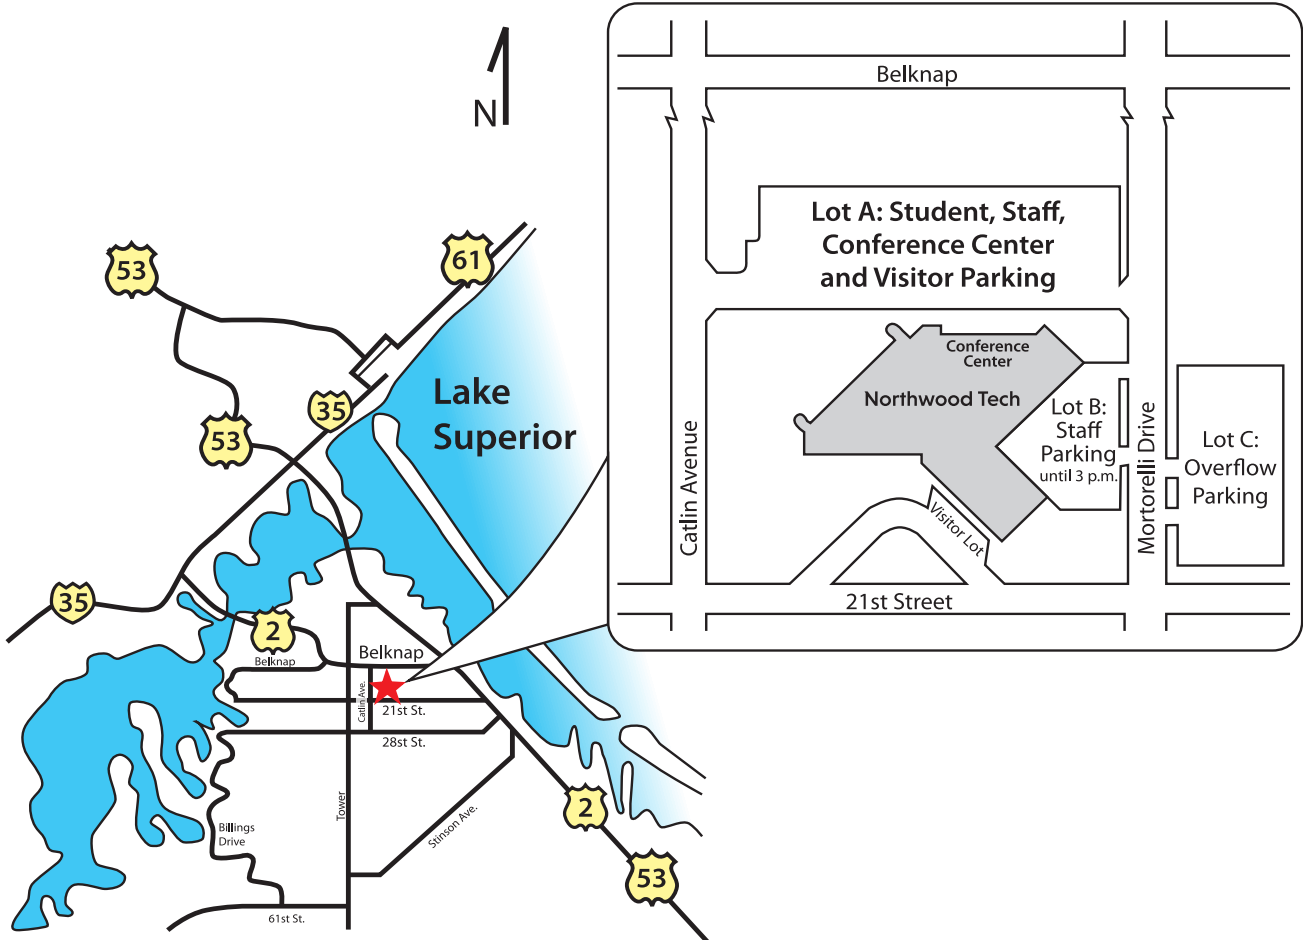 N
53
61
53
35
35
2
2
53
Lake
Superior
Belknap
Belknap
Catlin Ave.
21st St.
28st St.
Tower
Stinson Ave.
Billings
Drive
61st St.
Belknap
Lot A: Student, Staff,
Conference Center
and Visitor Parking
Conference
Center
Northwood Tech
Lot B:
Staff
Parking
until 3 p.m.
Lot C:
Overflow
Parking
Catlin Avenue
Mortorelli Drive
Visitor Lot
21st Street